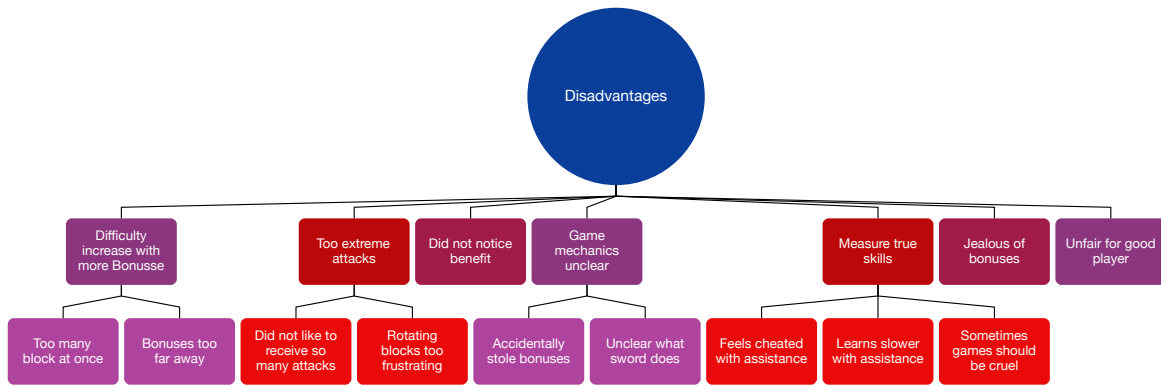 Disadvantages
Difficulty
increase with
more Bonusse
Too extreme
attacks
Did not notice
benefit
Game
mechanics
unclear
Measure true
skills
Jealous of
bonuses
Unfair for good
player
Too many
block at once
Bonuses too
far away
Did not like to
receive so
many attacks
Rotating
blocks too
frustrating
Accidentally
stole bonuses
Unclear what
sword does
Feels cheated
with assistance
Learns slower
with assistance
Sometimes
games should
be cruel